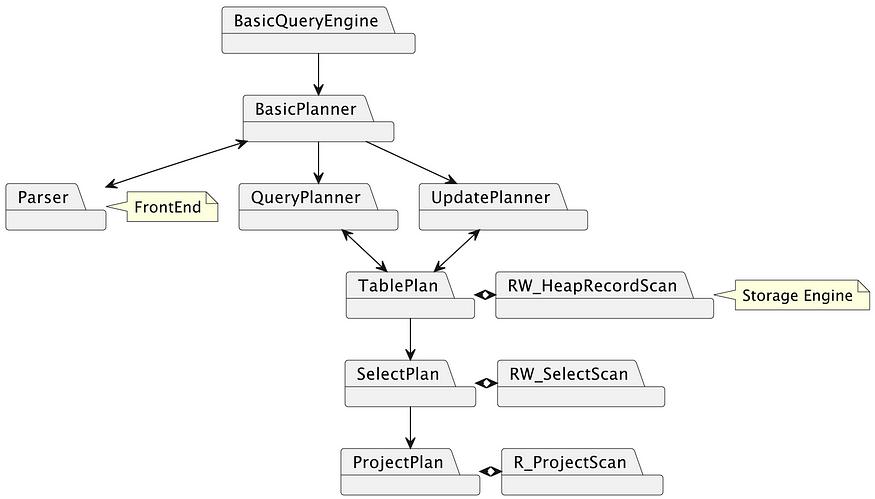 BasicQueryEngine
BasicPlanner
Parser
FrontEnd
QueryPlanner
UpdatePlanner
TablePlan
RW_HeapRecordScan
Storage Engine
SelectPlan
RW_SelectScan
ProjectPlan
R_ProjectScan